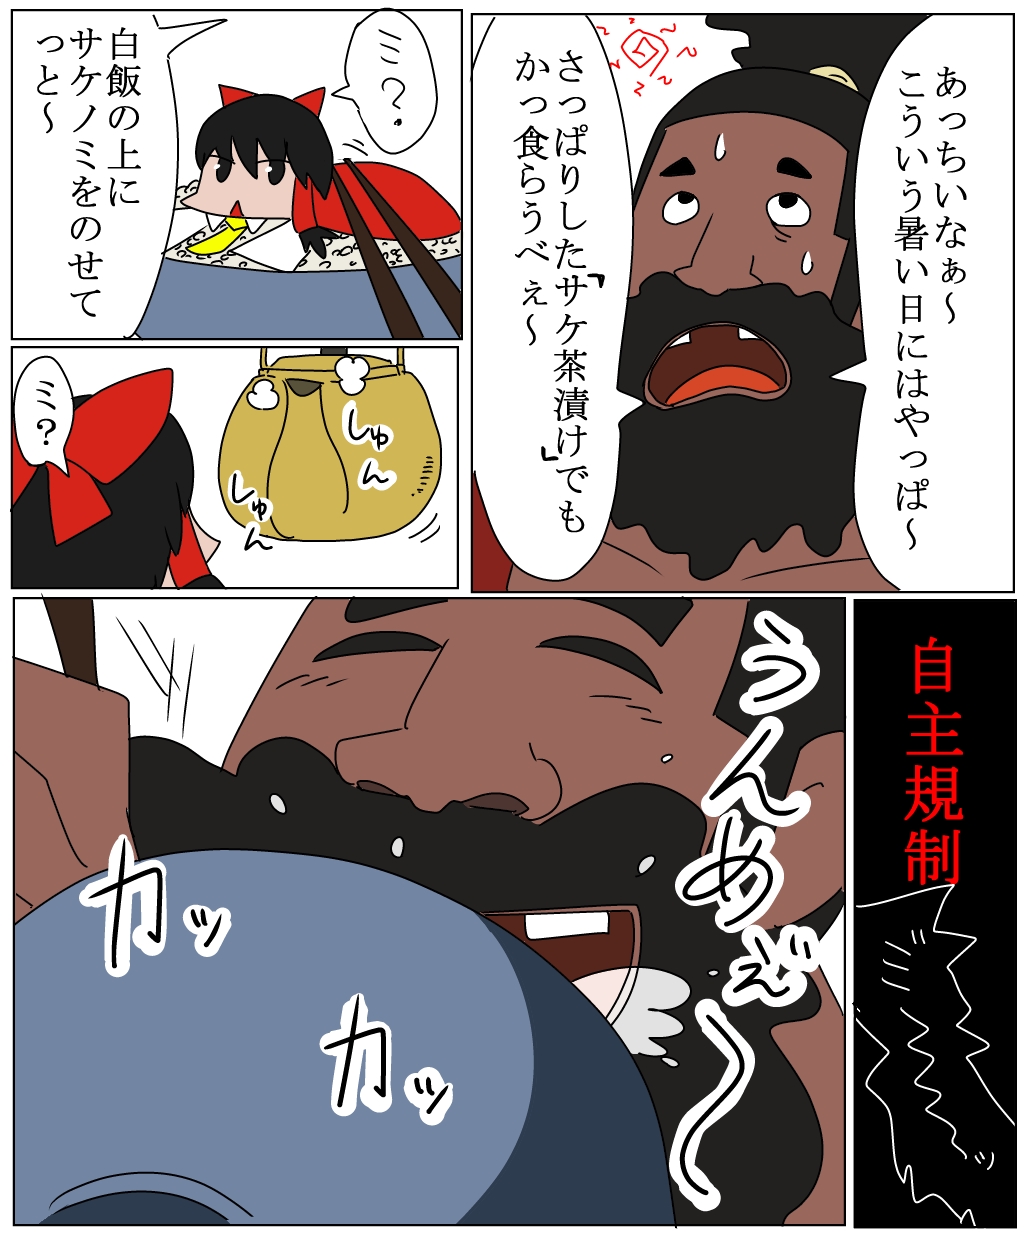 あっちいなぁ～
こういう暑い日にはやっぱ～
さっぱりした『サケ茶漬け』でも
かっ食らうべぇ～
ミ？
白飯の上に
サケノミをのせて
っと～
ミ？
しゅん
しゅん
自主規制
うんめえ゛～
カッ
カッ